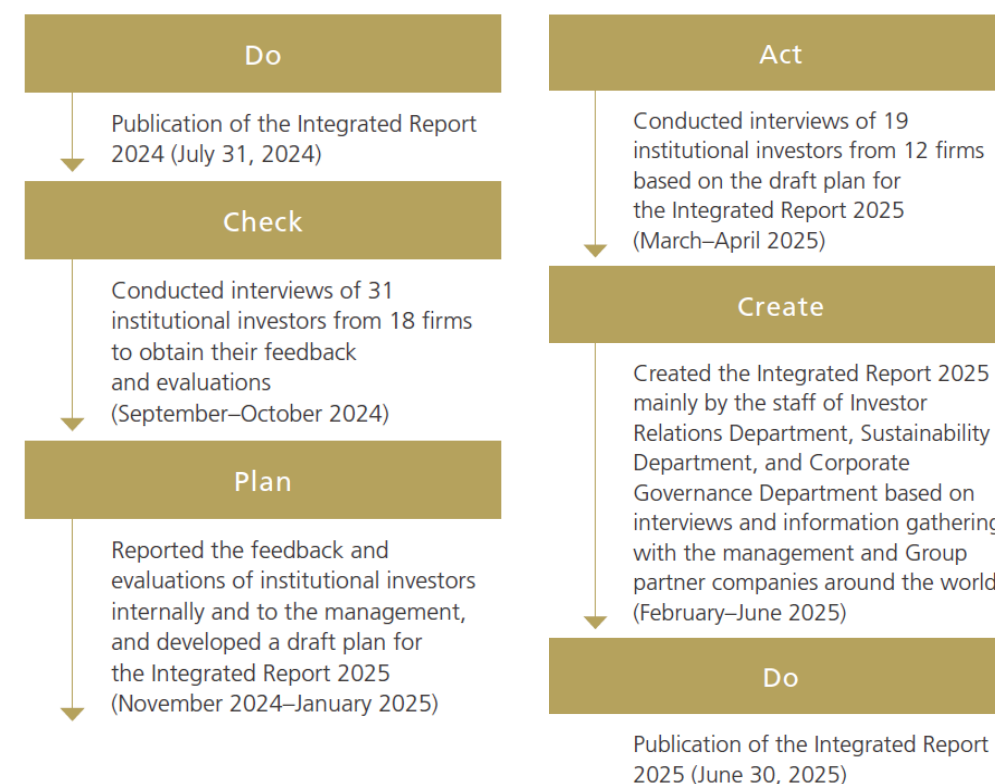 Do
Publication of the Integrated Report
2024 (July 31, 2024)
Check
Conducted interviews of 31
institutional investors from 18 firms
to obtain their feedback
and evaluations
(September–October 2024)
Plan
Reported the feedback and
evaluations of institutional investors
internally and to the management,
and developed a draft plan for
the Integrated Report 2025
(November 2024–January 2025)
Act
Conducted interviews of 19
institutional investors from 12 firms
based on the draft plan for
the Integrated Report 2025
(March–April 2025)
Create
Created the Integrated Report 2025
mainly by the staff of Investor
Relations Department, Sustainability
Department, and Corporate
Governance Department based on
interviews and information gathering
with the management and Group
partner companies around the world
(February–June 2025)
Do
Publication of the Integrated Report
2025 (June 30, 2025)